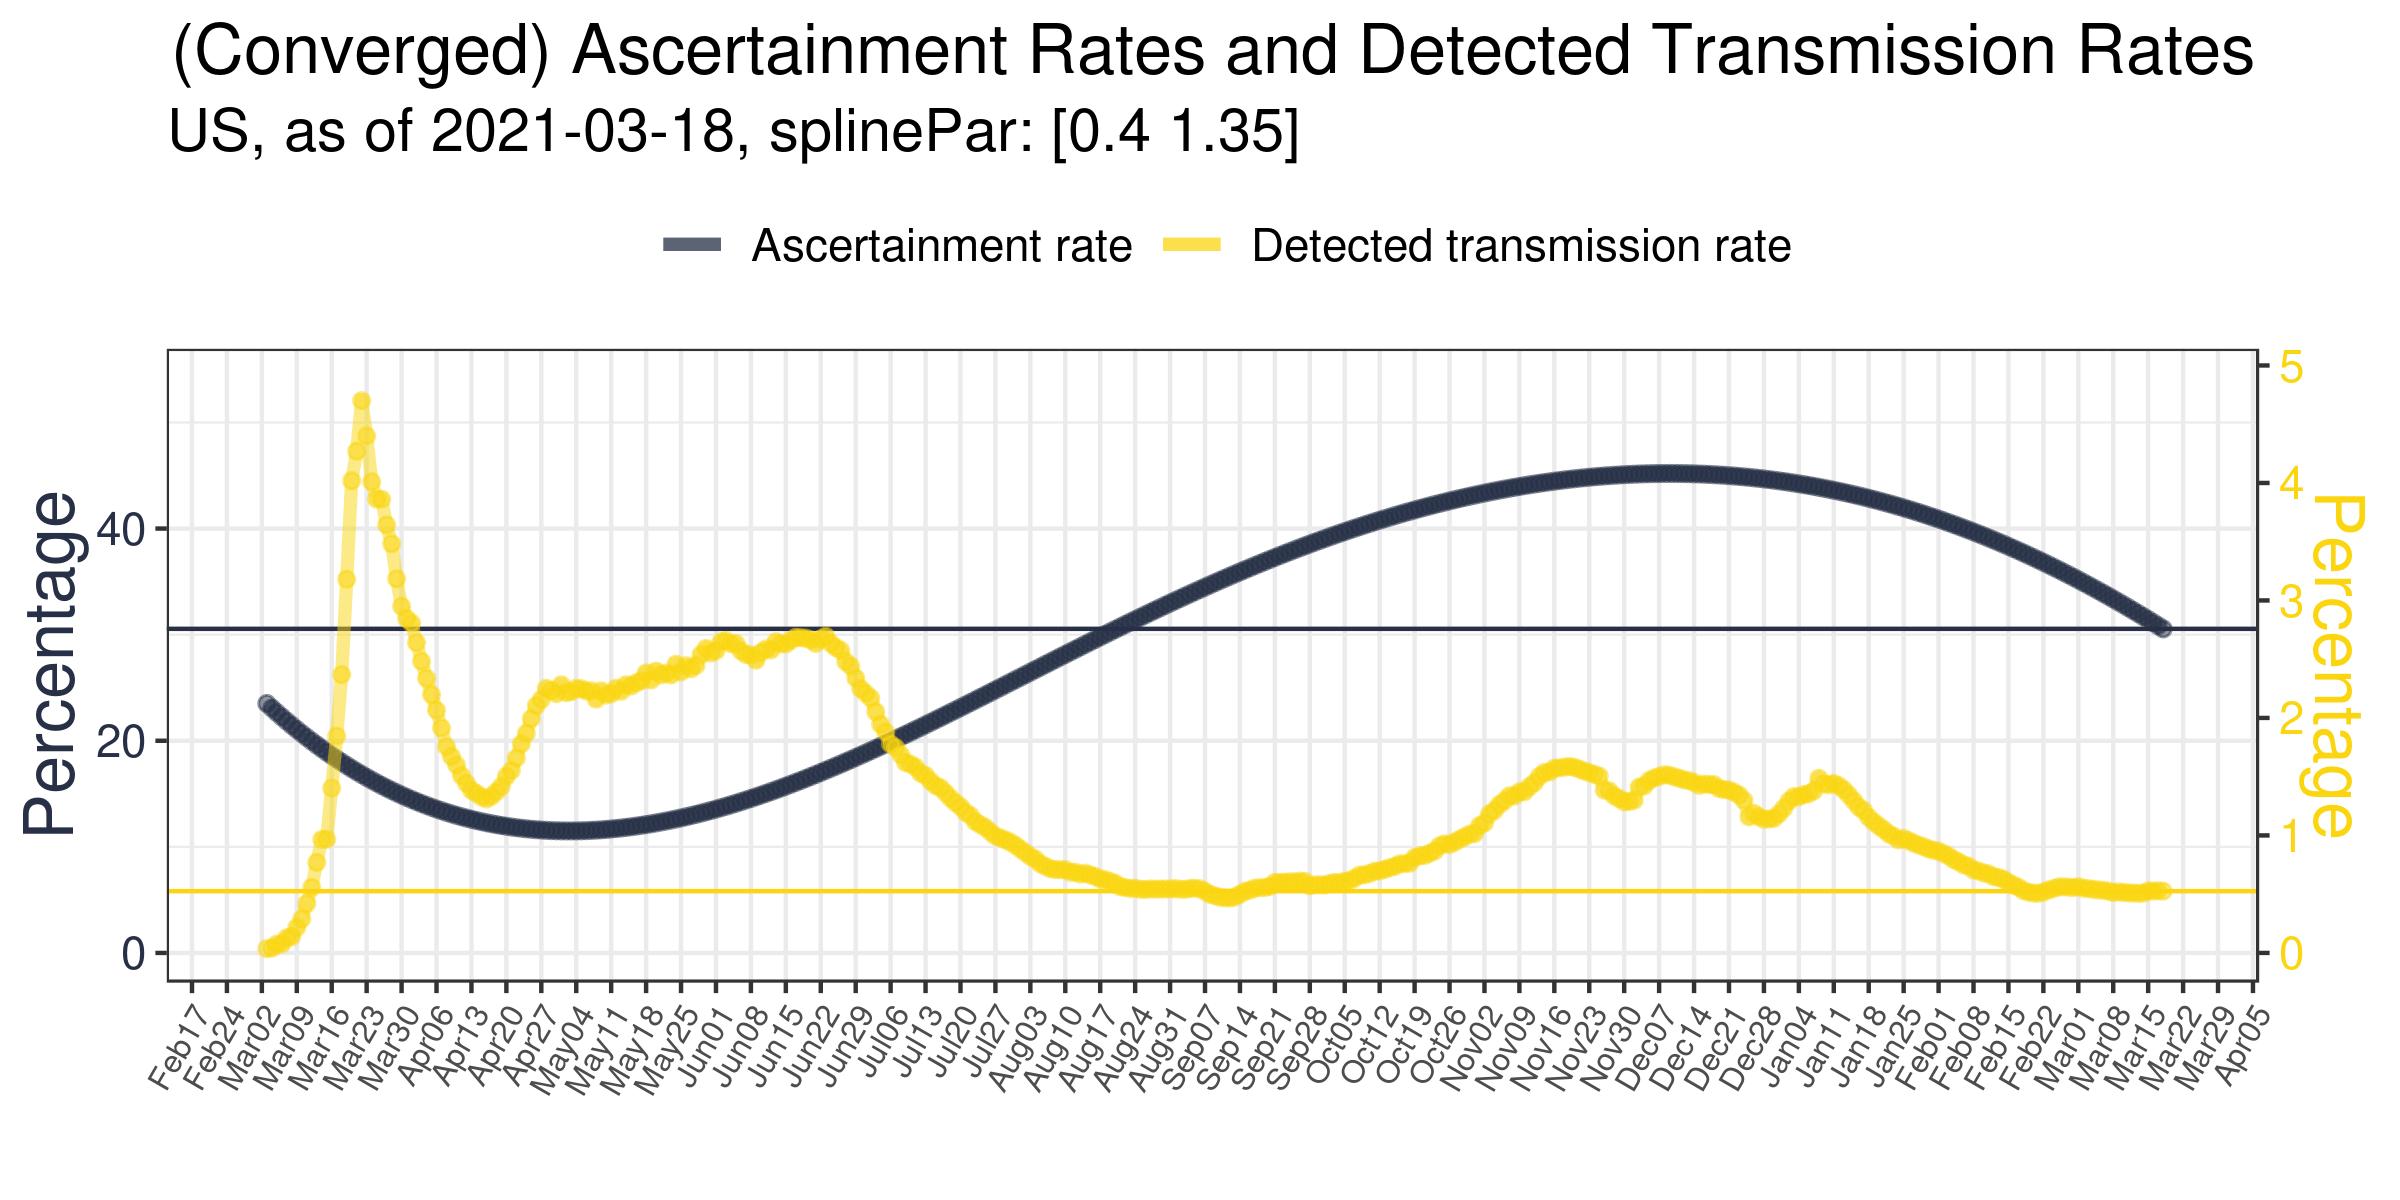 (Converged) Ascertainment Rates and Detected Transmission Rates
US, as of 2021-03-18, splinePar: [0.4 1.35]
Ascertainment rate Detected transmission rate
Percentage
40
20
0
5
4
3
2
1
0
Percentage
Feb17 Feb24 Mar02 Mar09 Mar16 Mar23 Mar30 Apr06 Apr13 Apr20 Apr27 May04 May11 May18 May25 Jun01 Jun08 Jun15 Jun22 Jun29 Jul06 Jul13 Jul20 Jul27 Aug03 Aug10 Aug17 Aug24 Aug31 Sep07 Sep14 Sep21 Sep28 Oct05 Oct12 Oct19 Oct26 Nov02 Nov09 Nov16 Nov23 Nov30 Dec07 Dec14 Dec21 Dec28 Jan04 Jan11 Jan18 Jan25 Feb01 Feb08 Feb15 Feb22 Mar01 Mar08 Mar15 Mar22 Mar29 Apr05